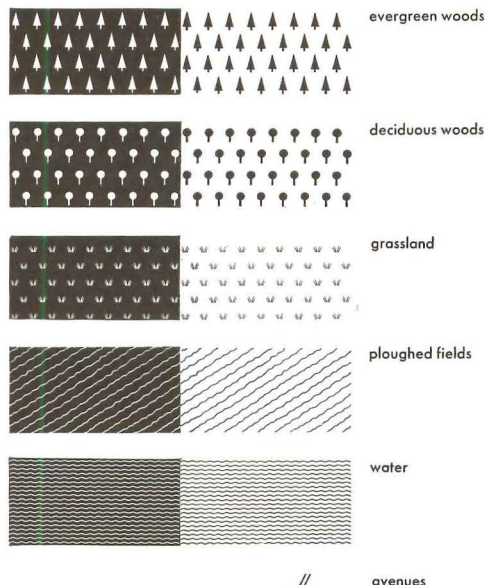 evergreen woods
deciduous woods
grassland
ploughed fields
water
avenues